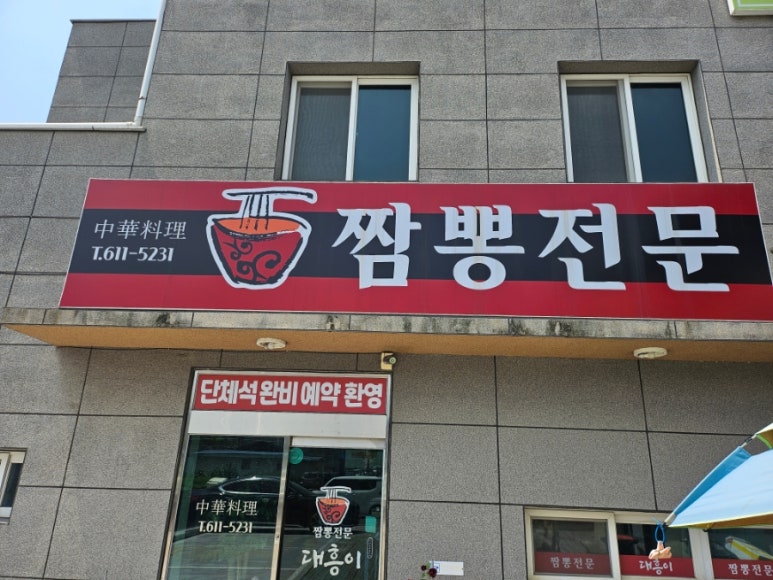 中華料理
T.611-5231
짬뽕전문
단체석 완비 예약 환영
中華料理
T.611-5231
짬뽕전문
대흥이
짬뽕전문
대흥이
짬뽕전문